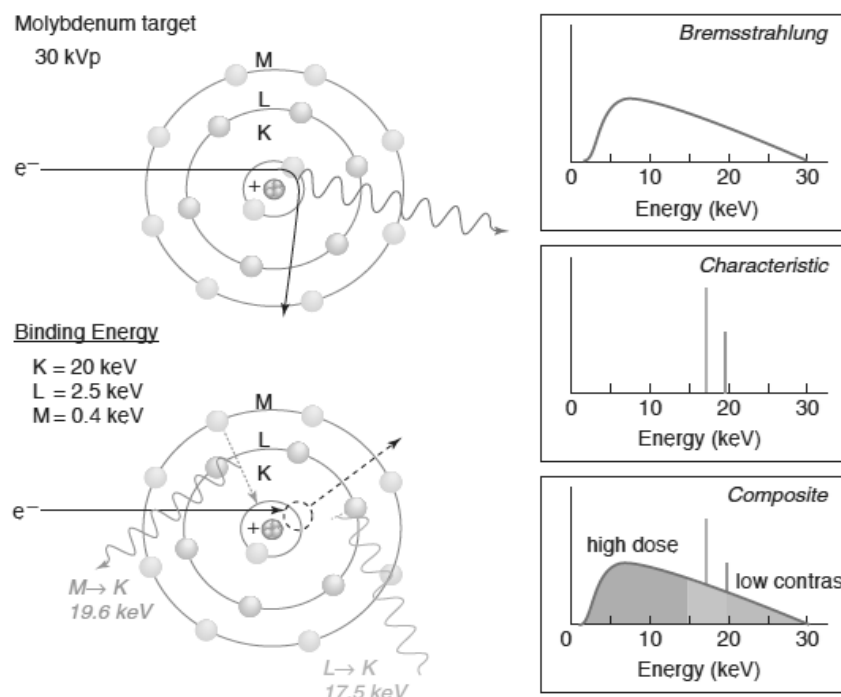 Molybdenum target
30 kVp
M
L
K
e–
+
Binding Energy
K = 20 keV
L = 2.5 keV
M = 0.4 keV
M
L
K
e–
+
M→ K
19.6 keV
L→ K
17.5 keV
Bremsstrahlung
0 10 20 30
Energy (keV)
Characteristic
0 10 20 30
Energy (keV)
Composite
high dose
low contras
0 10 20 30
Energy (keV)